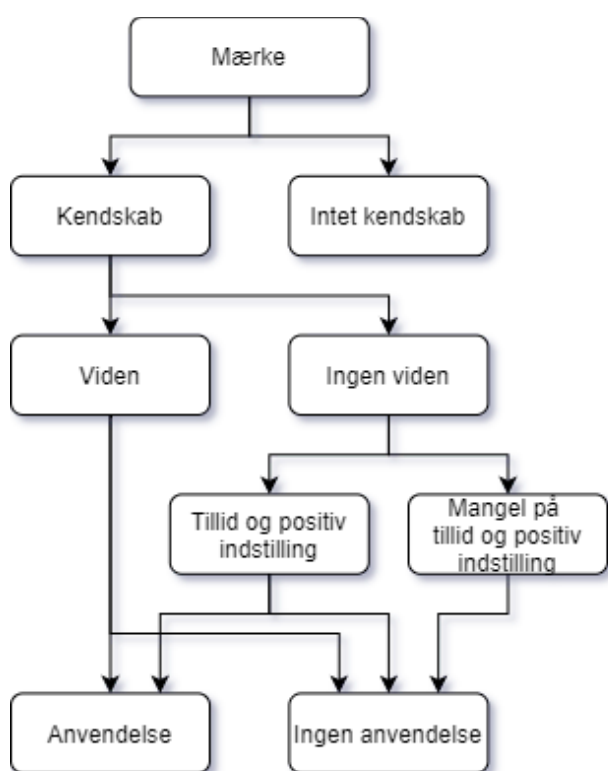 Mærke
Kendskab
Intet kendskab
Viden
Ingen viden
Tillid og positiv
indstilling
Mangel på
tillid og positiv
indstilling
Anvendelse
Ingen anvendelse